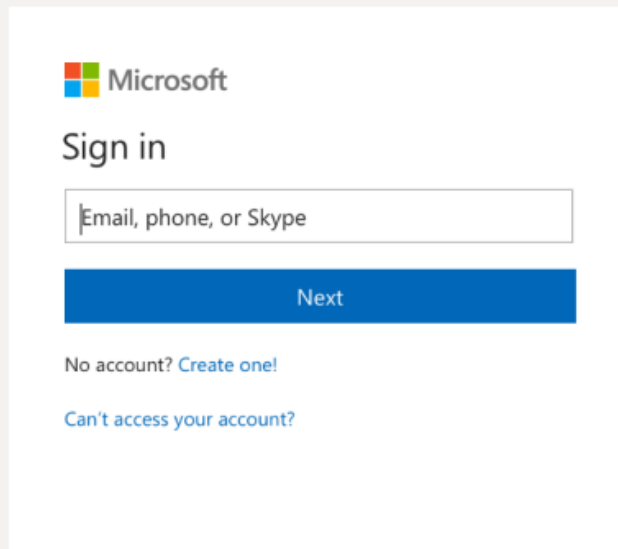 Microsoft
Sign in
Email, phone, or Skype
Next
No account? Create one!
Can't access your account?